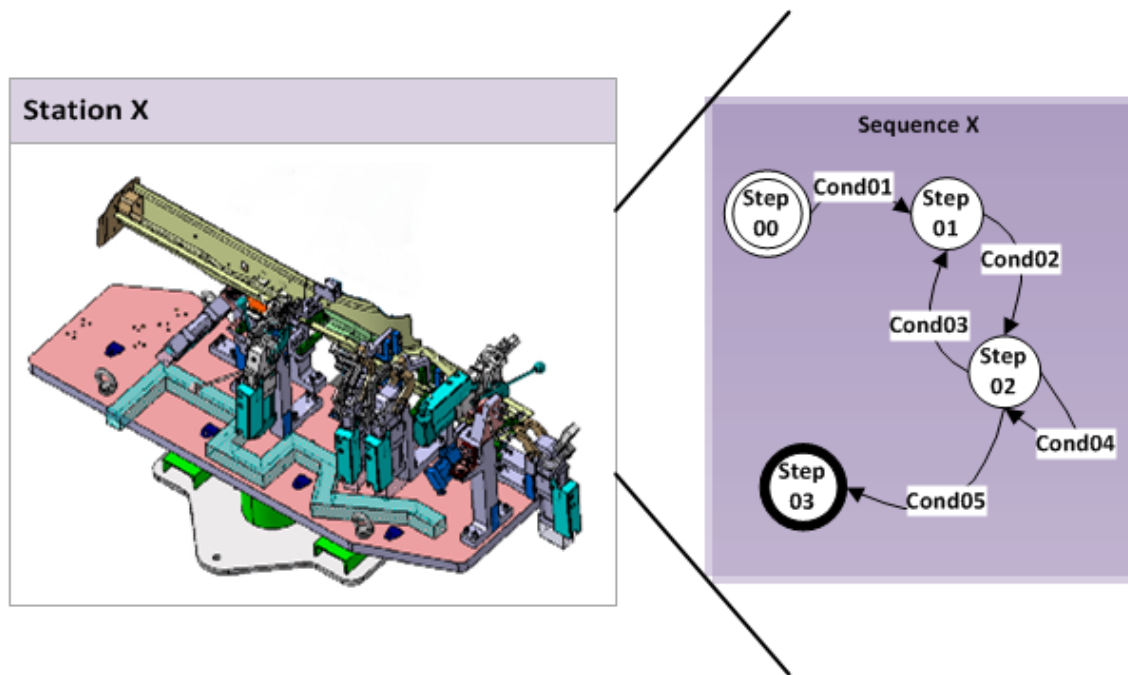 Station X
Sequence X
Step
00
Cond01
Step
01
Cond02
Cond03
Step
02
Cond04
Step
03
Cond05